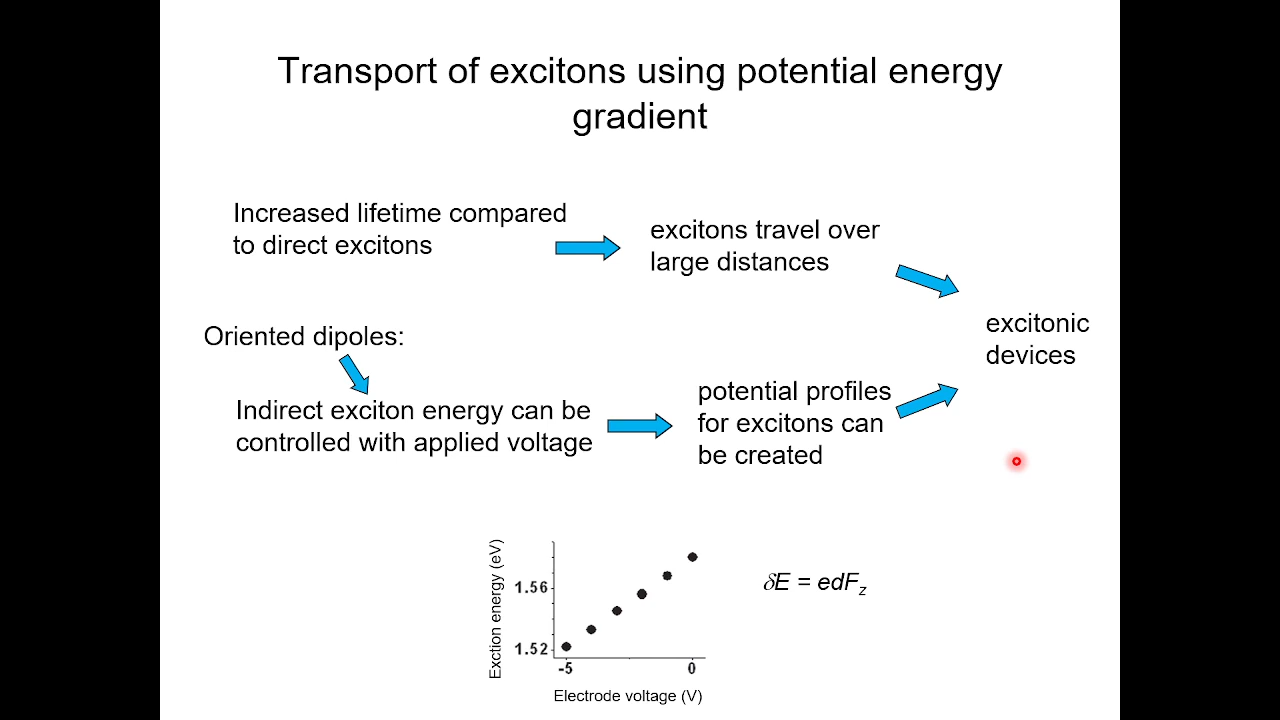 Transport of excitons using potential energy
gradient
Increased lifetime compared
to direct excitons
excitons travel over
large distances
Oriented dipoles:
excitonic
devices
Indirect exciton energy can be
controlled with applied voltage
potential profiles
for excitons can
be created
Exction energy (eV)
1.56
1.52
-5
0
Electrode voltage (V)
δE = edFz